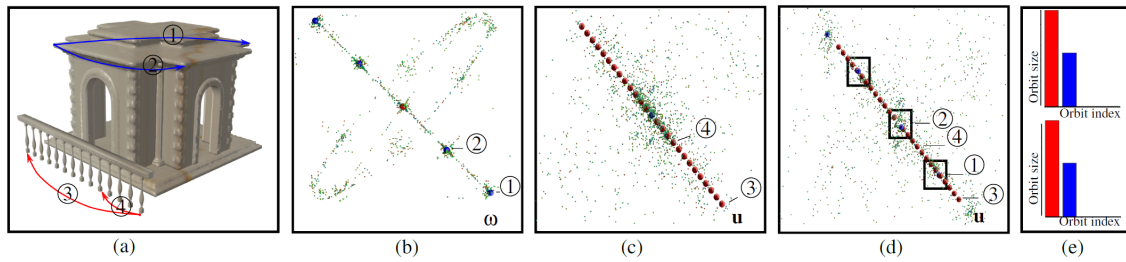 ① ② ③ ④
② ① ω
④ ③ u
② ④ ① ③ u
Orbit size
Orbit index
Orbit size
Orbit index
(a) (b) (c) (d) (e)